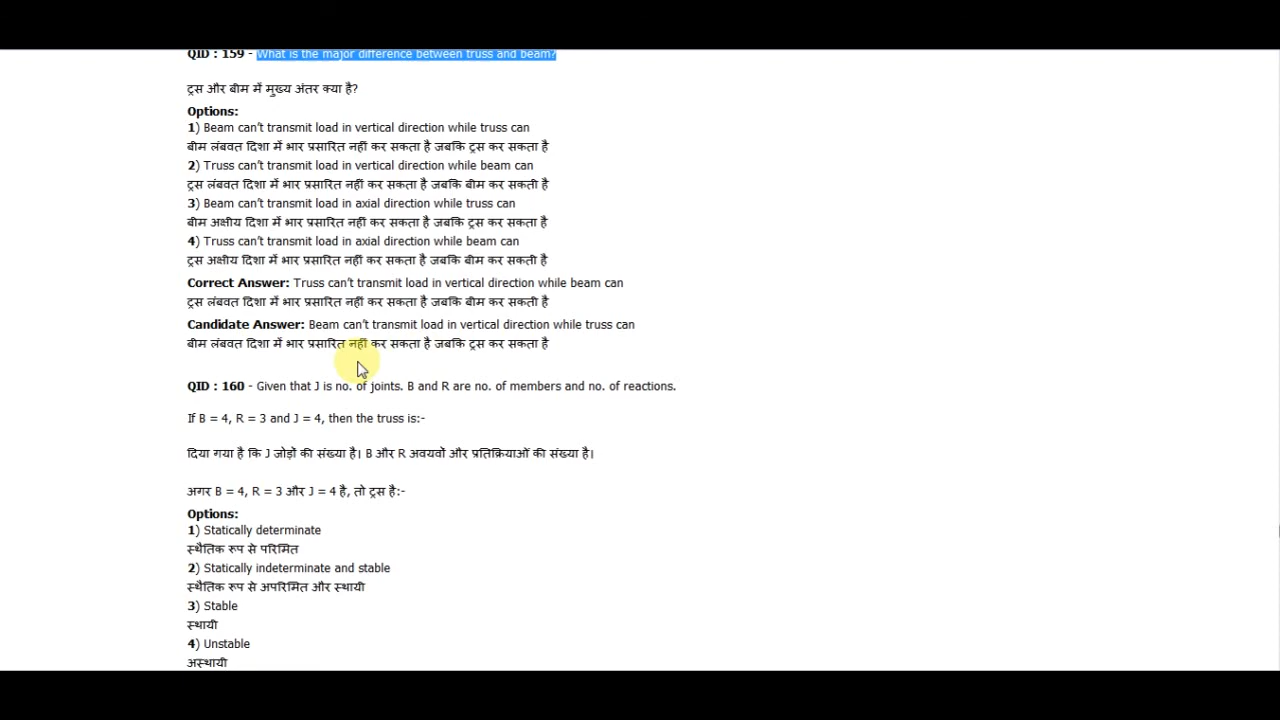 QID : 159 - What is the major difference between truss and beam?
ट्रस और बीम में मुख्य अंतर क्या है?
Options:
1) Beam can't transmit load in vertical direction while truss can
बीम लंबवत दिशा में भार प्रसारित नहीं कर सकता है जबकि ट्रस कर सकता है
2) Truss can't transmit load in vertical direction while beam can
ट्रस लंबवत दिशा में भार प्रसारित नहीं कर सकता है जबकि बीम कर सकती है
3) Beam can't transmit load in axial direction while truss can
बीम अक्षीय दिशा में भार प्रसारित नहीं कर सकता है जबकि ट्रस कर सकता है
4) Truss can't transmit load in axial direction while beam can
ट्रस अक्षीय दिशा में भार प्रसारित नहीं कर सकता है जबकि बीम कर सकती है
Correct Answer: Truss can't transmit load in vertical direction while beam can
ट्रस लंबवत दिशा में भार प्रसारित नहीं कर सकता है जबकि बीम कर सकती है
Candidate Answer: Beam can't transmit load in vertical direction while truss can
बीम लंबवत दिशा में भार प्रसारित नहीं कर सकता है जबकि ट्रस कर सकता है
QID : 160 - Given that J is no. of joints. B and R are no. of members and no. of reactions.
If B = 4, R = 3 and J = 4, then the truss is:-
दिया गया है कि J जोड़ों की संख्या है। B और R अवयवों और प्रतिक्रियाओं की संख्या है।
अगर B = 4, R = 3 और J = 4 है, तो ट्रस है:-
Options:
1) Statically determinate
स्थैतिक रूप से परिमित
2) Statically indeterminate and stable
स्थैतिक रूप से अपरिमित और स्थायी
3) Stable
स्थायी
4) Unstable
अस्थायी